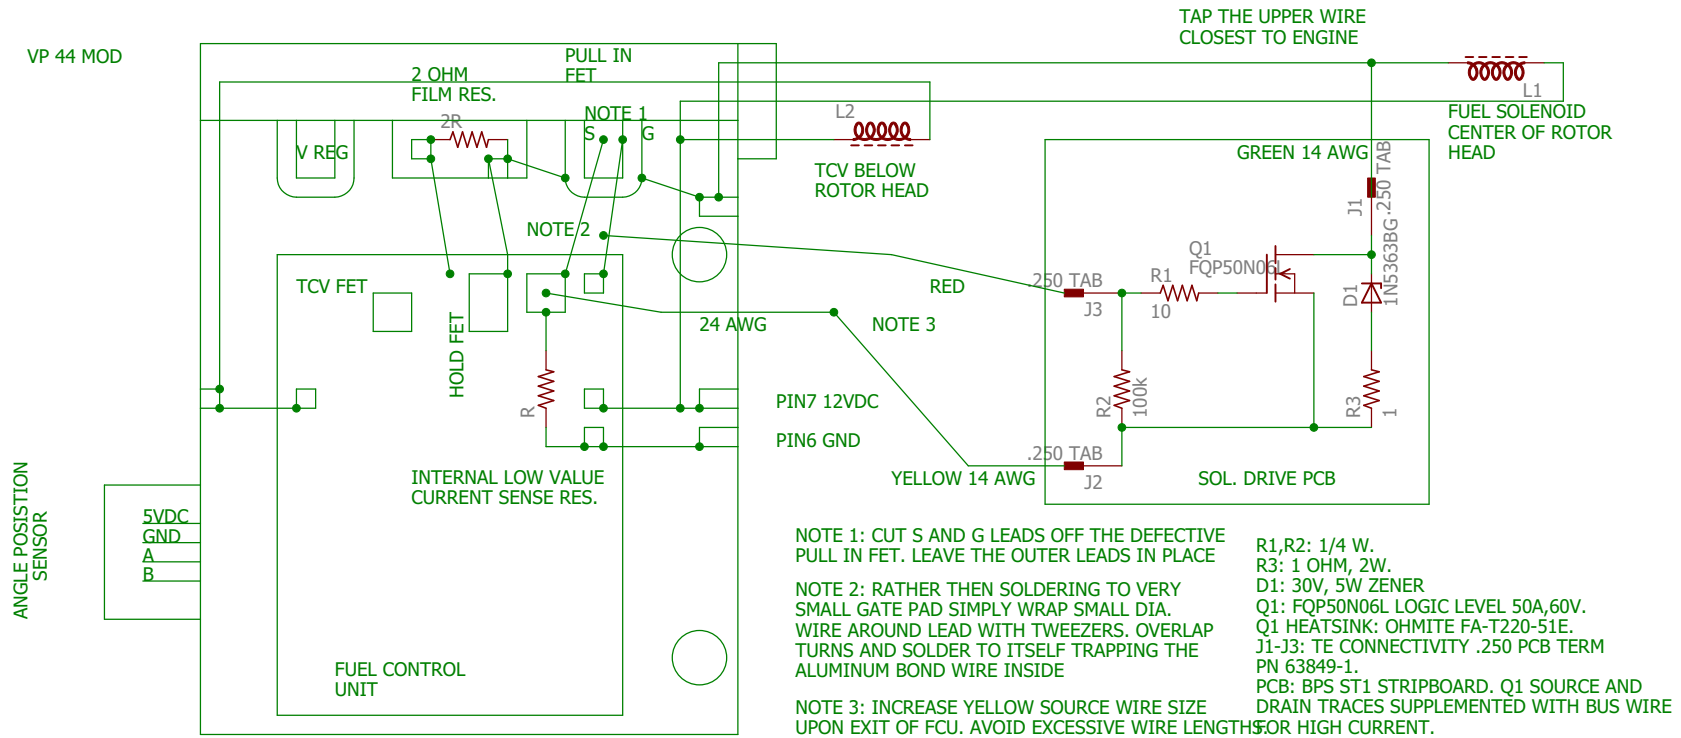 TAP THE UPPER WIRE
CLOSEST TO ENGINE
VP 44 MOD
PULL IN
FET
2 OHM
FILM RES.
L1
NOTE 1
S G
L2
FUEL SOLENOID
CENTER OF ROTOR
HEAD
2R
V REG
GREEN 14 AWG
.250 TAB
J1
TCV BELOW
ROTOR HEAD
NOTE 2
Q1
FQP50N06L
1N5363BG
D1
TCV FET
HOLD FET
RED
.250 TAB
J3
R1
10
24 AWG
NOTE 3
R
R2
100k
R3
1
PIN7 12VDC
PIN6 GND
.250 TAB
J2
INTERNAL LOW VALUE
CURRENT SENSE RES.
YELLOW 14 AWG
SOL. DRIVE PCB
ANGLE POSISTION
SENSOR
5VDC
GND
A
B
FUEL CONTROL
UNIT
NOTE 1: CUT S AND G LEADS OFF THE DEFECTIVE
PULL IN FET. LEAVE THE OUTER LEADS IN PLACE
NOTE 2: RATHER THEN SOLDERING TO VERY
SMALL GATE PAD SIMPLY WRAP SMALL DIA.
WIRE AROUND LEAD WITH TWEEZERS. OVERLAP
TURNS AND SOLDER TO ITSELF TRAPPING THE
ALUMINUM BOND WIRE INSIDE
NOTE 3: INCREASE YELLOW SOURCE WIRE SIZE
UPON EXIT OF FCU. AVOID EXCESSIVE WIRE LENGTHS.
R1,R2: 1/4 W.
R3: 1 OHM, 2W.
D1: 30V, 5W ZENER
Q1: FQP50N06L LOGIC LEVEL 50A,60V.
Q1 HEATSINK: OHMITE FA-T220-51E.
J1-J3: TE CONNECTIVITY .250 PCB TERM
PN 63849-1.
PCB: BPS ST1 STRIPBOARD. Q1 SOURCE AND
DRAIN TRACES SUPPLEMENTED WITH BUS WIRE
FOR HIGH CURRENT.